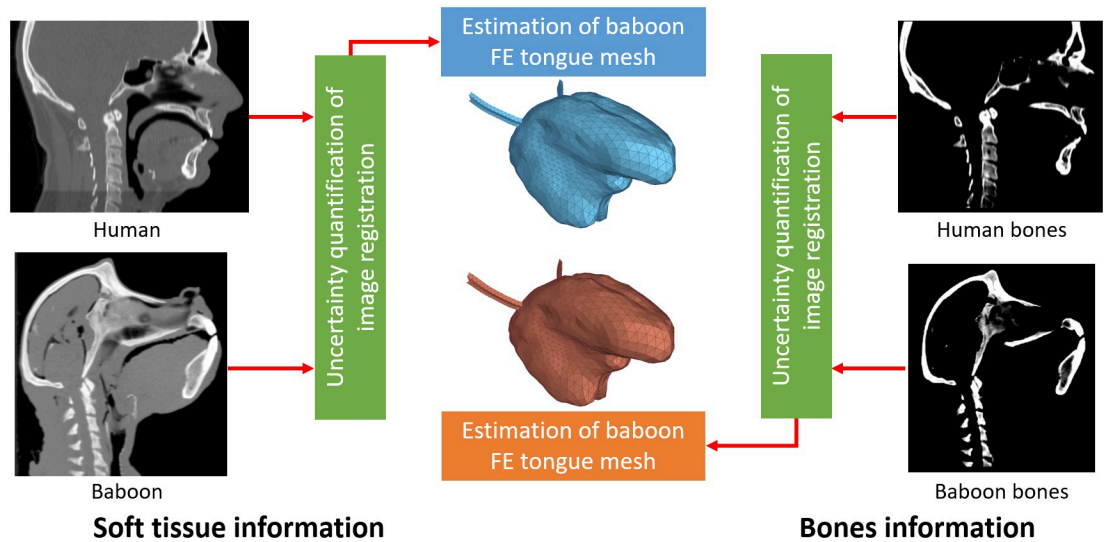 Estimation of baboon
FE tongue mesh
Uncertainty quantification of
image registration
Human
Baboon
Soft tissue information
Uncertainty quantification of
image registration
Human bones
Baboon bones
Bones information
Estimation of baboon
FE tongue mesh